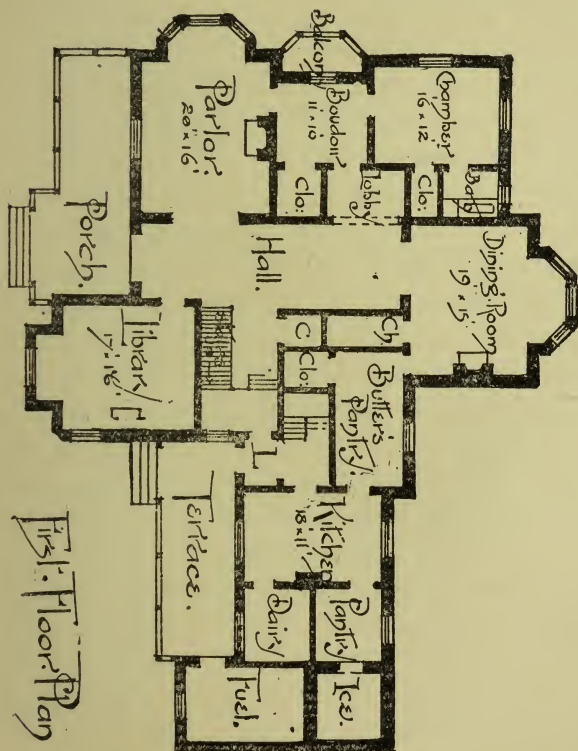 Balcony
Boudoir
11 x 10
Chamber
16 x 12
Parlor.
20 x 16
Clo:
Lobby
Clo:
Bath
Porch.
Hall.
Dining Room
19 x 15
Library
17 x 16
C
Ch
Clo:
Butler's
Pantry.
L
Terrace.
Kitchen
18 x 11
Dairy
Pantry
Fuel.
Ice.
First: Floor: Plan